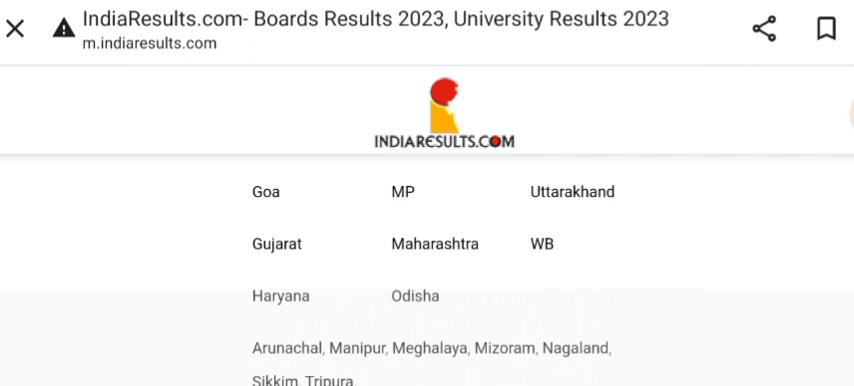 IndiaResults.com- Boards Results 2023, University Results 2023
m.indiaresults.com
INDIARESULTS.COM
Goa MP Uttarakhand
Gujarat Maharashtra WB
Haryana Odisha
Arunachal, Manipur, Meghalaya, Mizoram, Nagaland,
Sikkim, Tripura